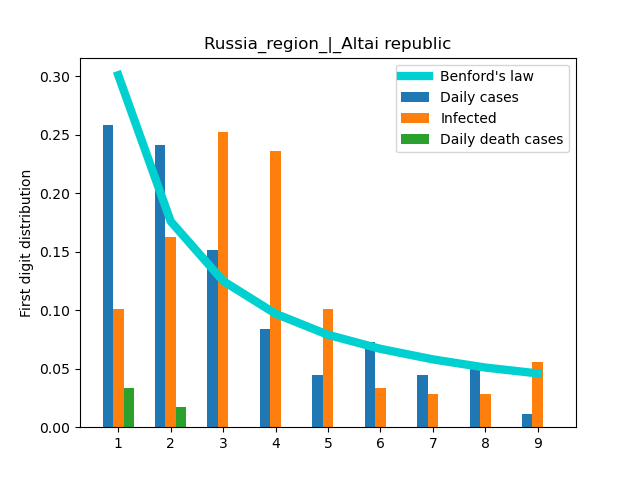 Russia_region_|_Altai republic
Benford's law
Daily cases
Infected
Daily death cases
First digit distribution
0.30
0.25
0.20
0.15
0.10
0.05
0.00
1 2 3 4 5 6 7 8 9